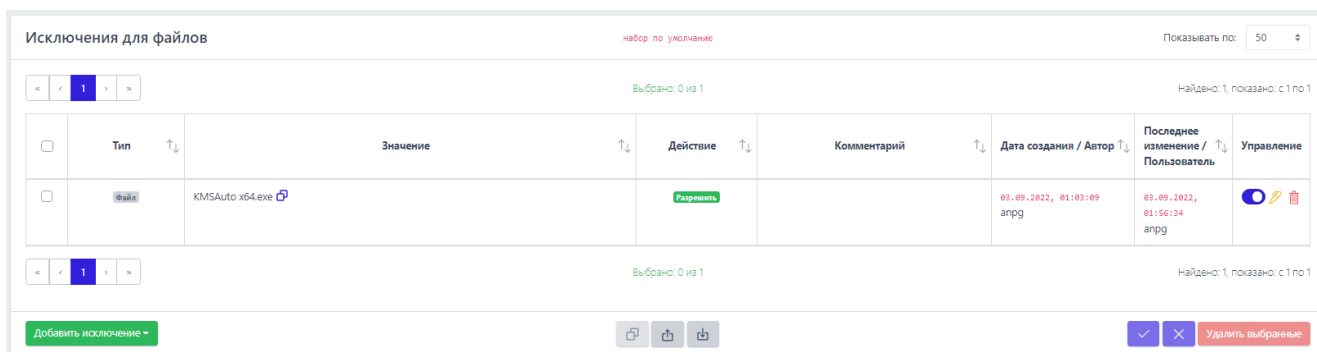 Исключения для файлов
Набор по умолчанию
Показывать по: 50
« ‹ 1 › »
Выбрано: 0 из 1
Найдено: 1, показано: с 1 по 1
Тип
Значение
Действие
Комментарий
Дата создания / Автор
Последнее
изменение /
Пользователь
Управление
Файл
KMSAuto x64.exe
Разрешить
03.09.2022, 01:03:09
anpg
03.09.2022,
01:56:34
anpg
« ‹ 1 › »
Выбрано: 0 из 1
Найдено: 1, показано: с 1 по 1
Добавить исключение
Удалить выбранные